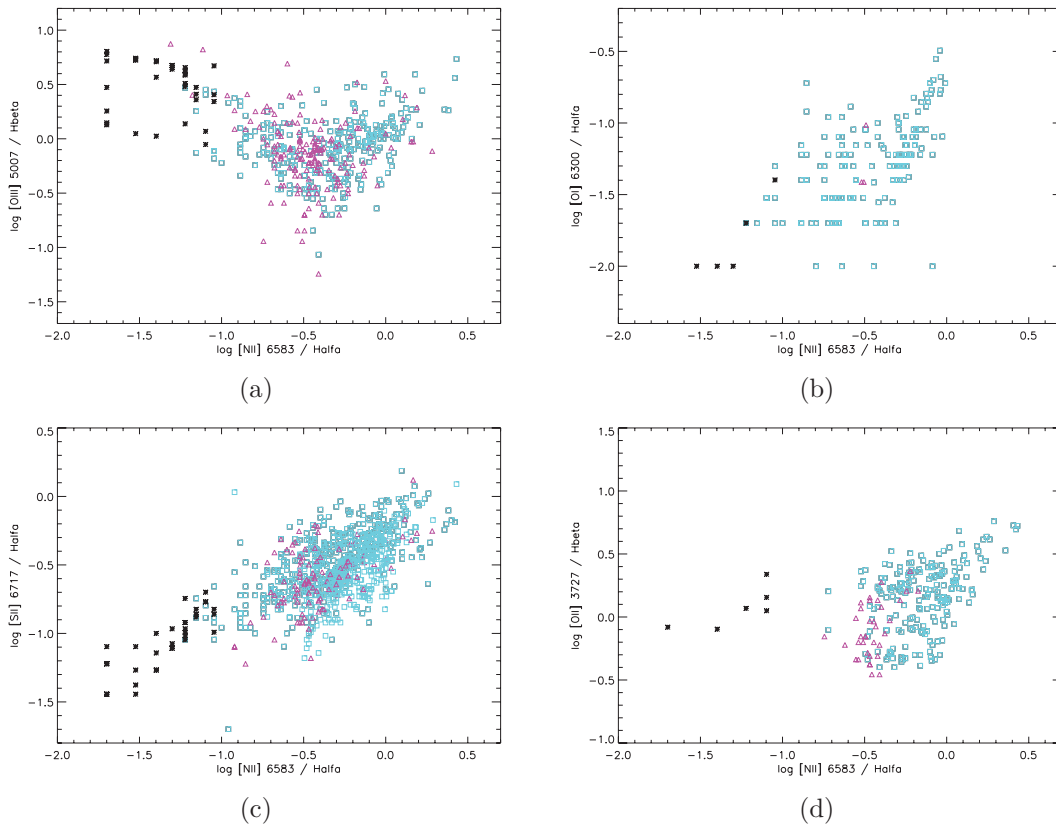 log [OIII] 5007 / Hbeta
1.0
0.5
0.0
−0.5
−1.0
−1.5
−2.0 −1.5 −1.0 −0.5 0.0 0.5
log [NII] 6583 / Halfa
(a)
log [OI] 6300 / Halfa
−0.5
−1.0
−1.5
−2.0
−2.0 −1.5 −1.0 −0.5 0.0 0.5
log [NII] 6583 / Halfa
(b)
log [SII] 6717 / Halfa
0.5
0.0
−0.5
−1.0
−1.5
−2.0 −1.5 −1.0 −0.5 0.0 0.5
log [NII] 6583 / Halfa
(c)
log [OII] 3727 / Hbeta
1.5
1.0
0.5
0.0
−0.5
−1.0
−2.0 −1.5 −1.0 −0.5 0.0 0.5
log [NII] 6583 / Halfa
(d)